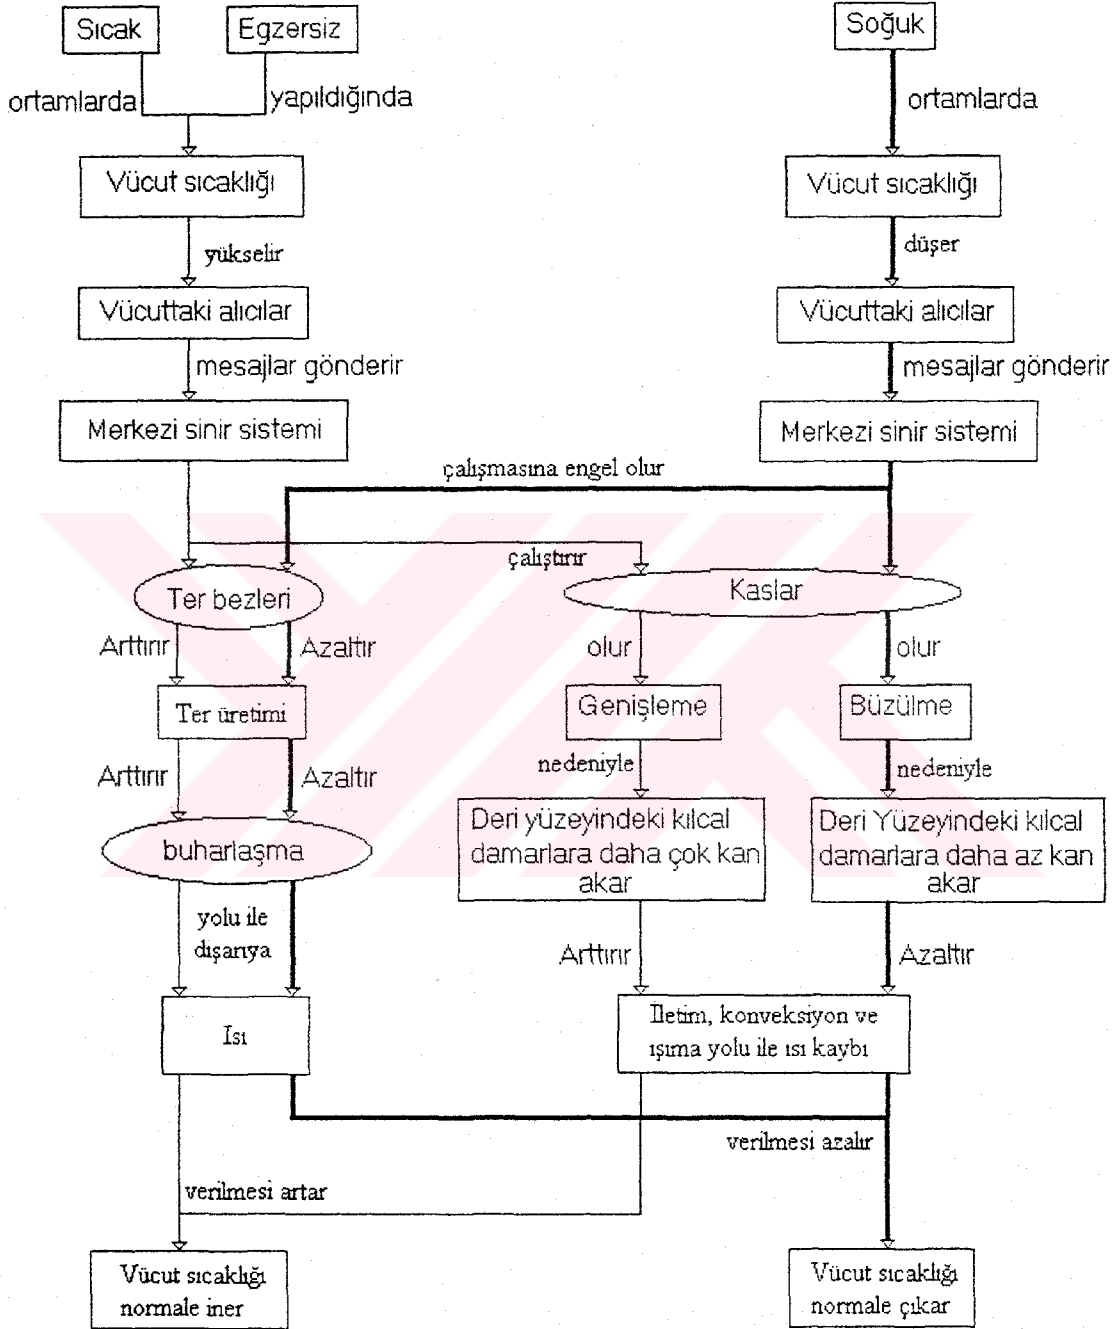 Sıcak Egzersiz Soğuk
ortamlarda yapıldığında ortamlarda
Vücut sıcaklığı Vücut sıcaklığı
yükselir düşer
Vücuttaki alıcılar Vücuttaki alıcılar
mesajlar gönderir mesajlar gönderir
Merkezi sinir sistemi Merkezi sinir sistemi
çalışmasına engel olur
çalıştırır
Ter bezleri Kaslar
Arttırır Azaltır olur olur
Ter üretimi Genişleme Büzülme
Arttırır Azaltır nedeniyle nedeniyle
buharlaşma
Deri yüzeyindeki kılcal
damarlara daha çok kan
akar
Deri Yüzeyindeki kılcal
damarlara daha az kan
akar
yolu ile
dışarıya
Arttırır Azaltır
Isı
İletim, konveksiyon ve
ışıma yolu ile ısı kaybı
verilmesi azalır
verilmesi artar
Vücut sıcaklığı
normale iner
Vücut sıcaklığı
normale çıkar